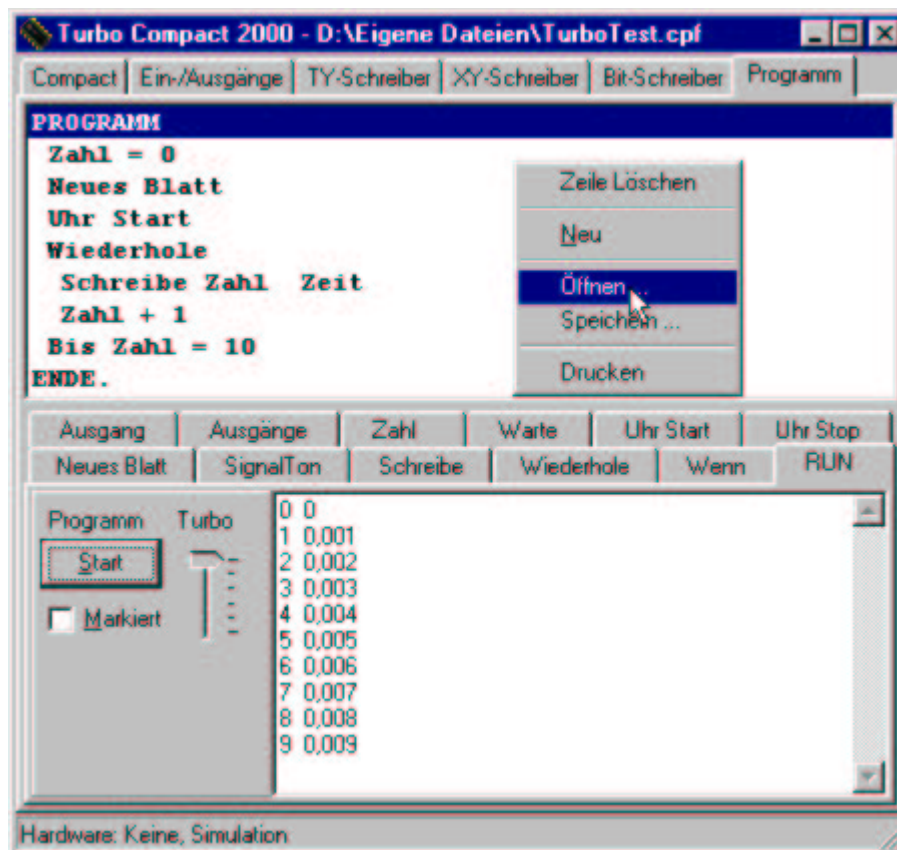 Turbo Compact 2000 - D:\Eigene Dateien\TurboTest.cpf
Compact Ein-/Ausgänge TY-Schreiber XY-Schreiber Bit-Schreiber Programm
PROGRAMM
Zahl = 0
Neues Blatt
Uhr Start
Wiederhole
Schreibe Zahl Zeit
Zahl + 1
Bis Zahl = 10
ENDE.
Zeile Löschen
Neu
Öffnen ...
Speichern ...
Drucken
Ausgang Ausgänge Zahl Warte Uhr Start Uhr Stop
Neues Blatt SignalTon Schreibe Wiederhole Wenn RUN
Programm Turbo
Start
Markiert
0 0
1 0,001
2 0,002
3 0,003
4 0,004
5 0,005
6 0,006
7 0,007
8 0,008
9 0,009
Hardware: Keine, Simulation